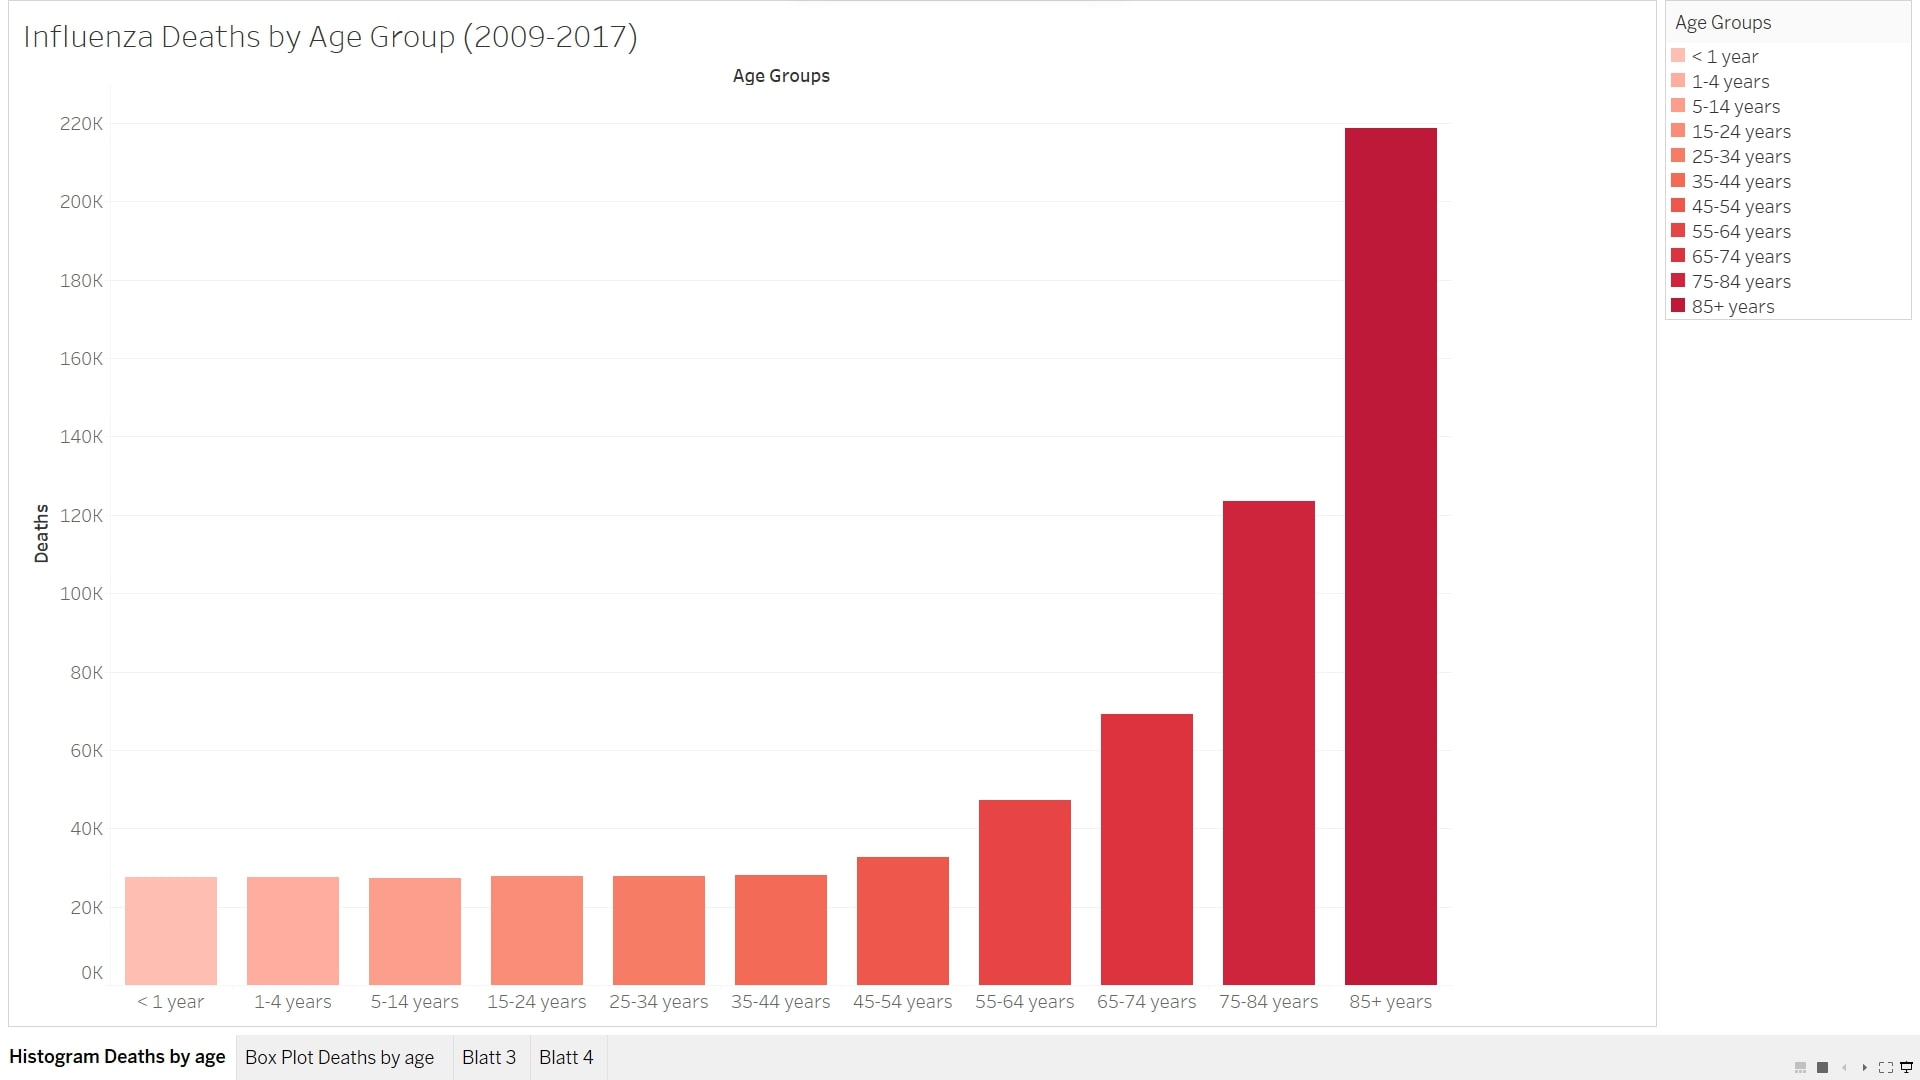 Influenza Deaths by Age Group (2009-2017)
Age Groups
220K
200K
180K
160K
140K
120K
100K
80K
60K
40K
20K
0K
Deaths
< 1 year
1-4 years
5-14 years
15-24 years
25-34 years
35-44 years
45-54 years
55-64 years
65-74 years
75-84 years
85+ years
Age Groups
< 1 year
1-4 years
5-14 years
15-24 years
25-34 years
35-44 years
45-54 years
55-64 years
65-74 years
75-84 years
85+ years
Histogram Deaths by age
Box Plot Deaths by age
Blatt 3
Blatt 4